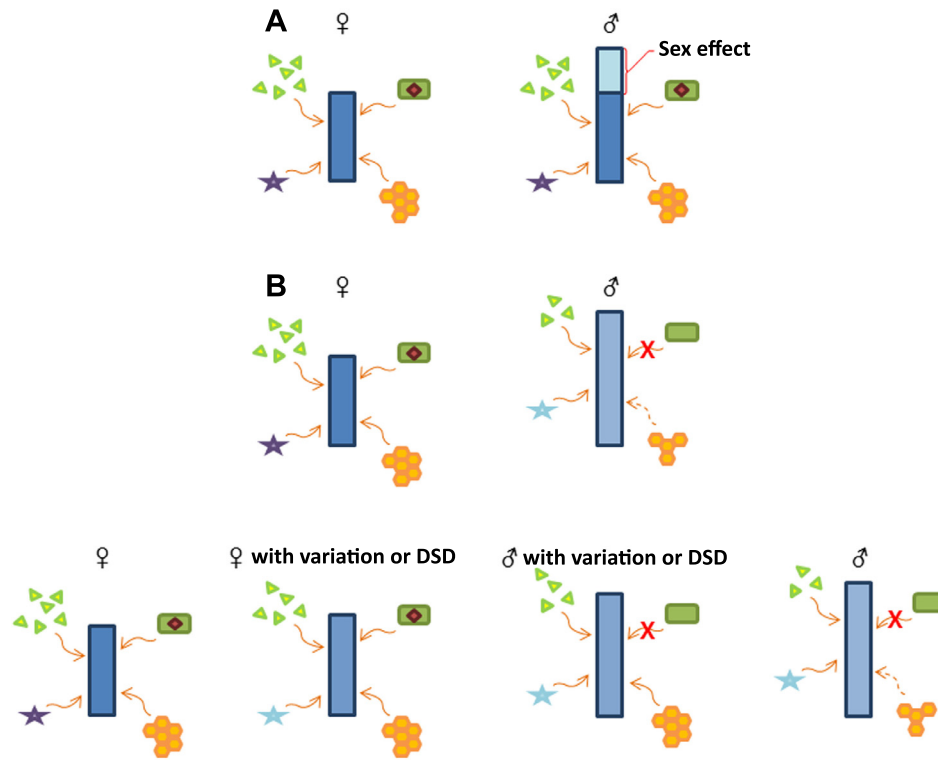 A ♀ ♂
Sex effect
B ♀ ♂
X
♀ ♀ with variation or DSD ♂ with variation or DSD ♂
X X